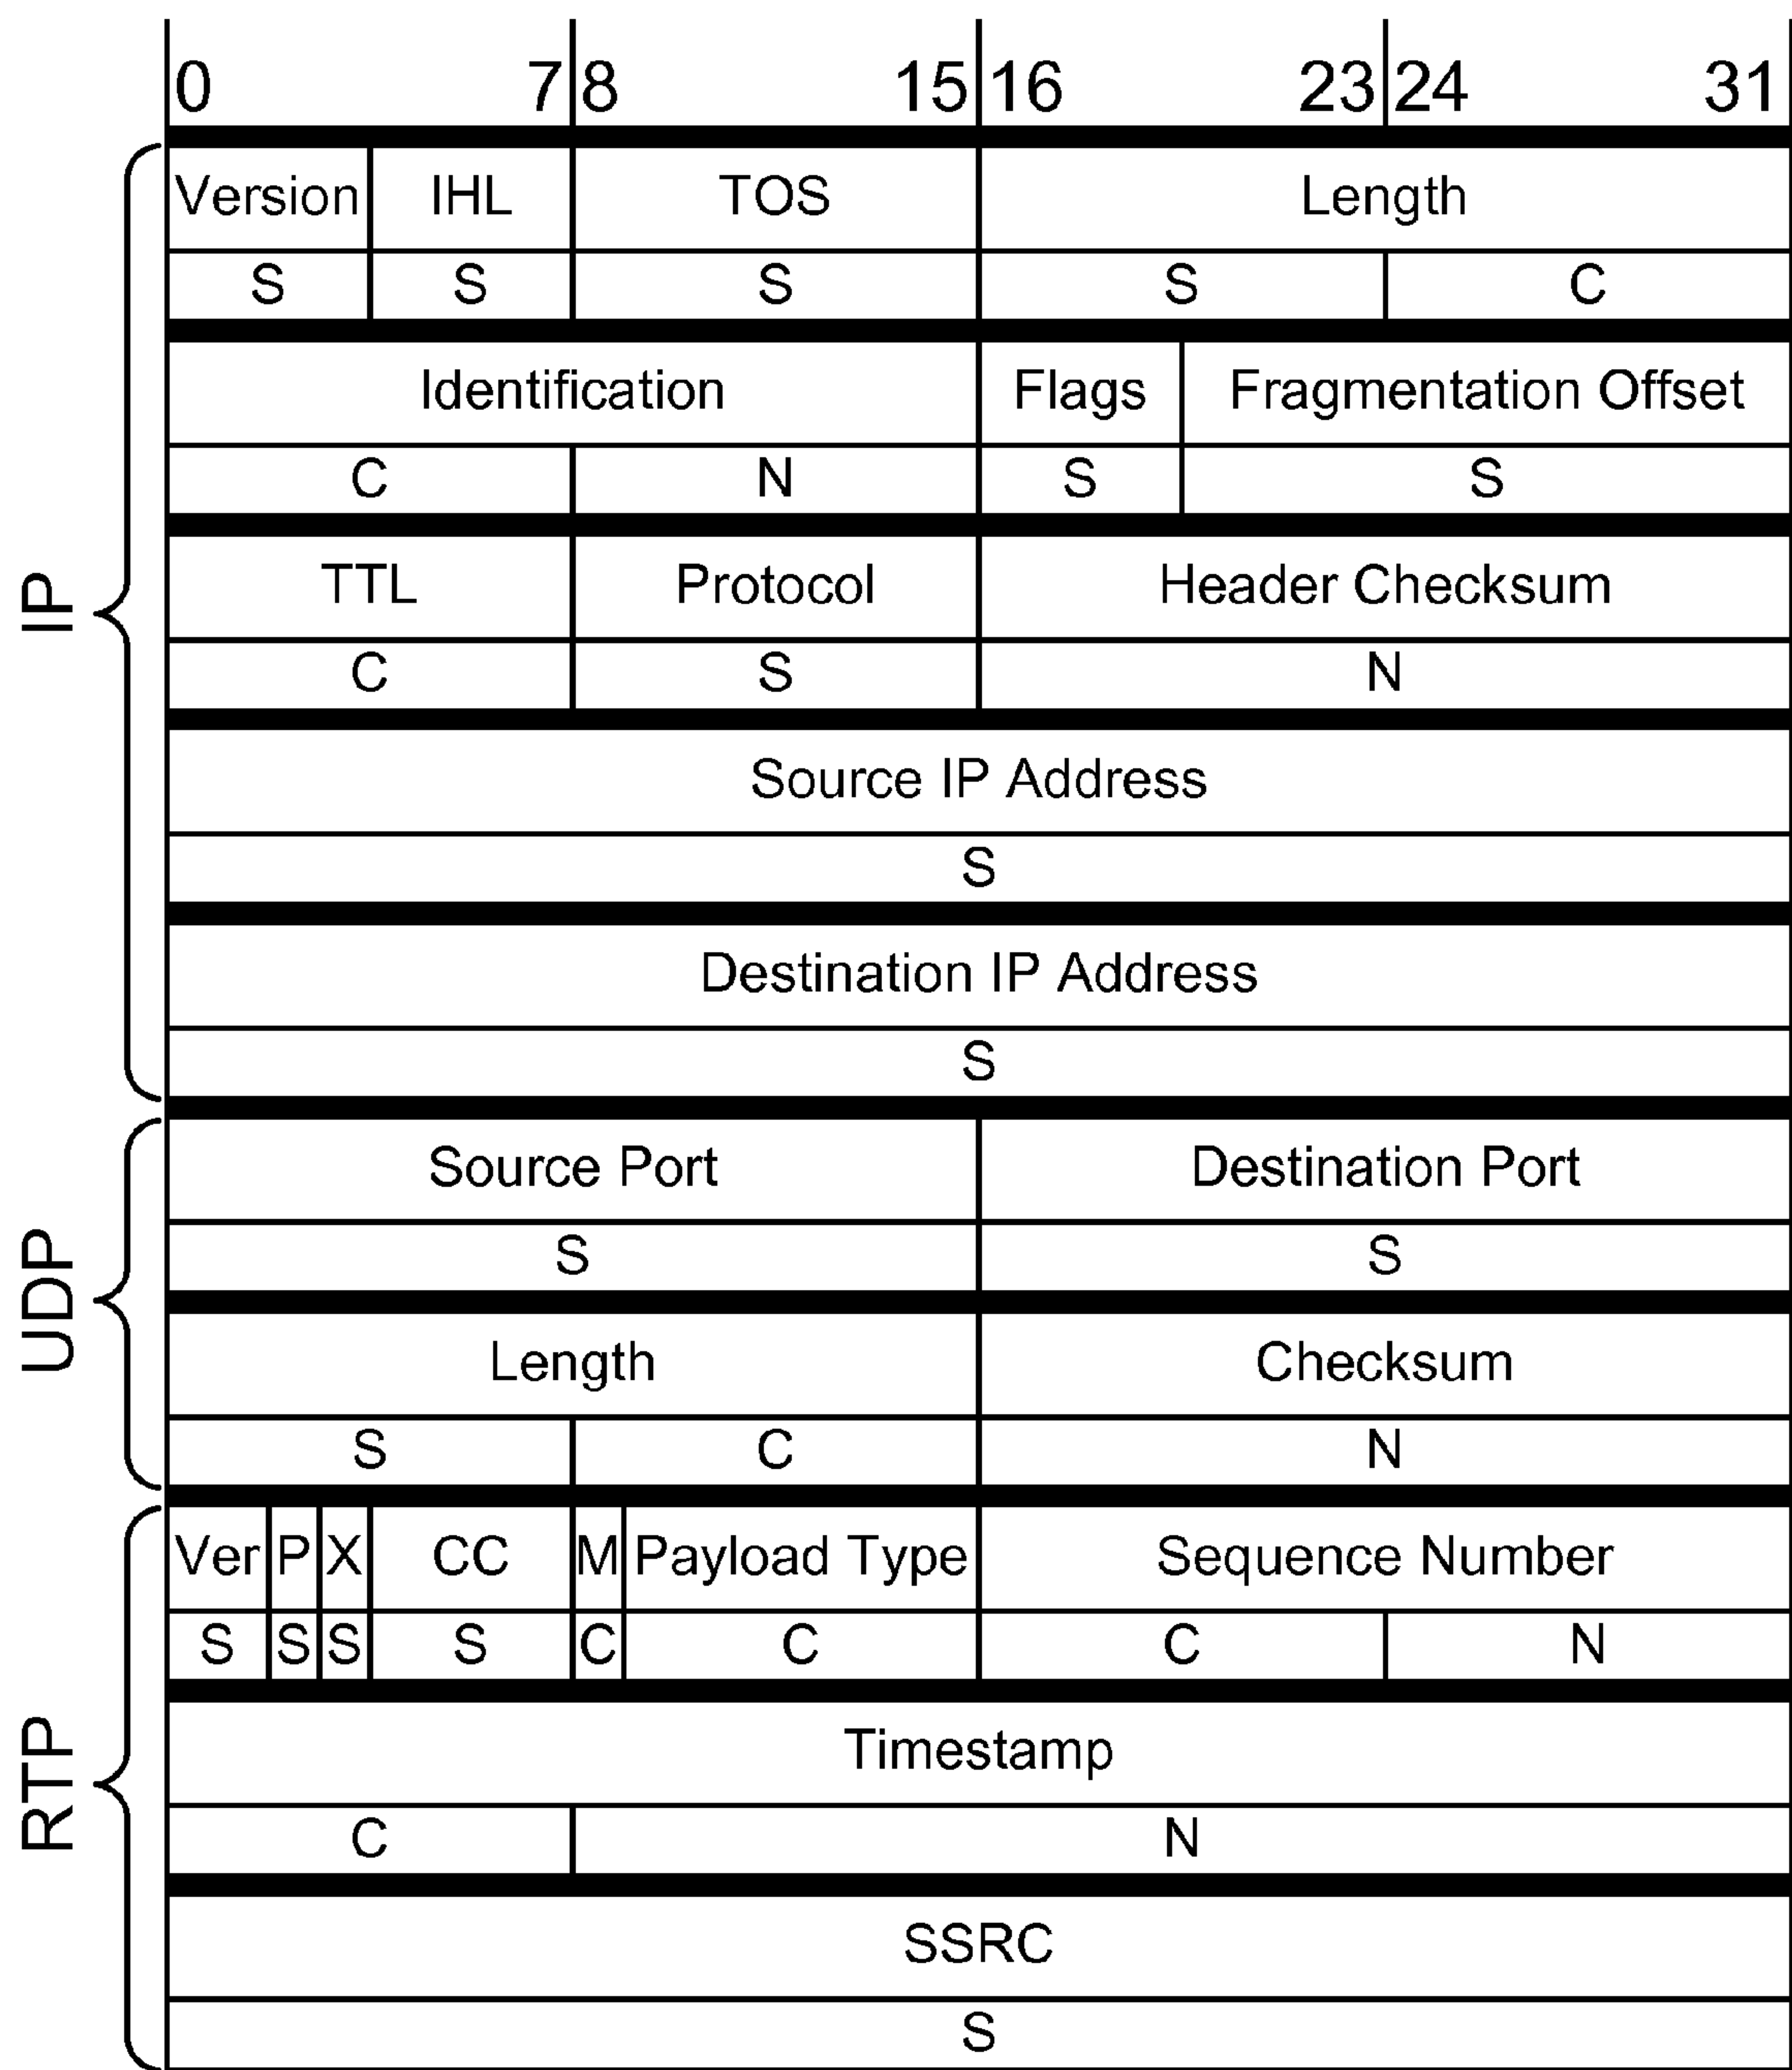 0 7 8 15 16 23 24 31
Version IHL TOS Length
S S S S C
Identification Flags Fragmentation Offset
C N S S
IP
TTL Protocol Header Checksum
C S N
Source IP Address
S
Destination IP Address
S
Source Port Destination Port
S S
UDP
Length Checksum
S C N
Ver P X CC M Payload Type Sequence Number
S S S S C C C N
RTP
Timestamp
C N
SSRC
S